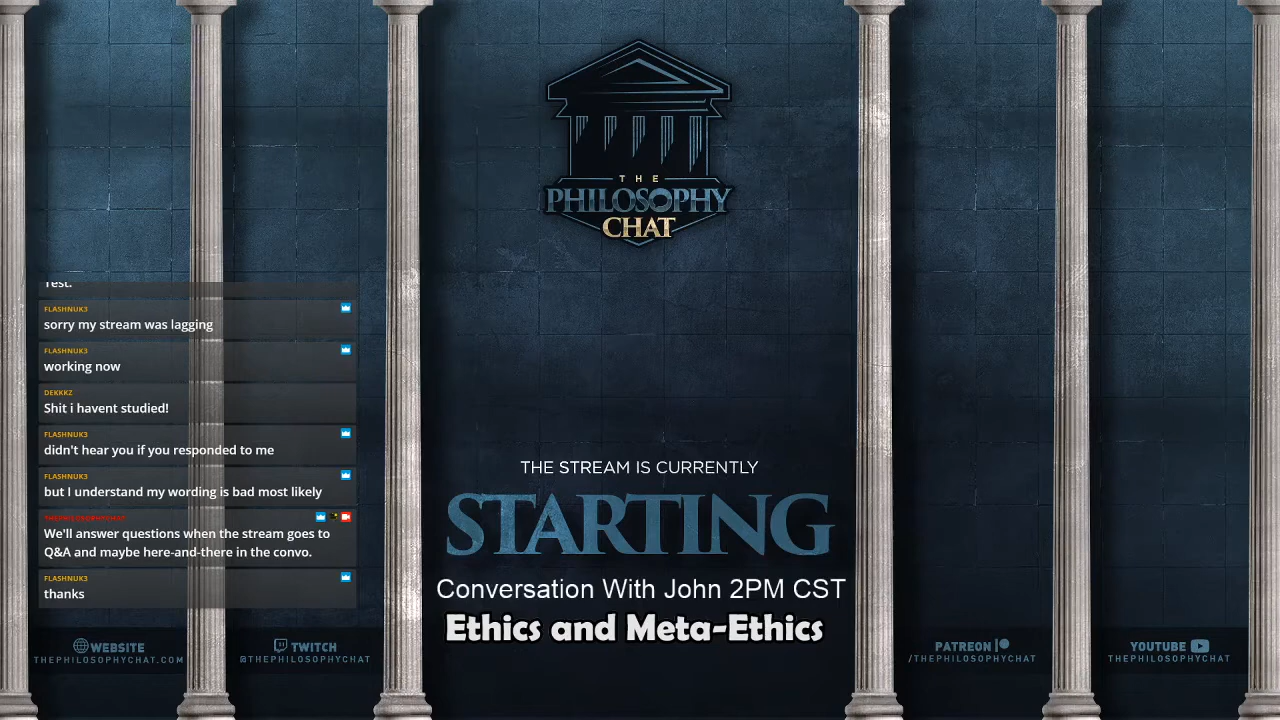 THE
PHILOSOPHY
CHAT
Test.
FLASHNUK3
sorry my stream was lagging
FLASHNUK3
working now
DEKKKZ
Shit i havent studied!
FLASHNUK3
didn't hear you if you responded to me
FLASHNUK3
but I understand my wording is bad most likely
THEPHILOSOPHYCHAT
We'll answer questions when the stream goes to
Q&A and maybe here-and-there in the convo.
FLASHNUK3
thanks
THE STREAM IS CURRENTLY
STARTING
Conversation With John 2PM CST
Ethics and Meta-Ethics
WEBSITE
THEPHILOSOPHYCHAT.COM
TWITCH
@THEPHILOSOPHYCHAT
PATREON
/THEPHILOSOPHYCHAT
YOUTUBE
THEPHILOSOPHYCHAT